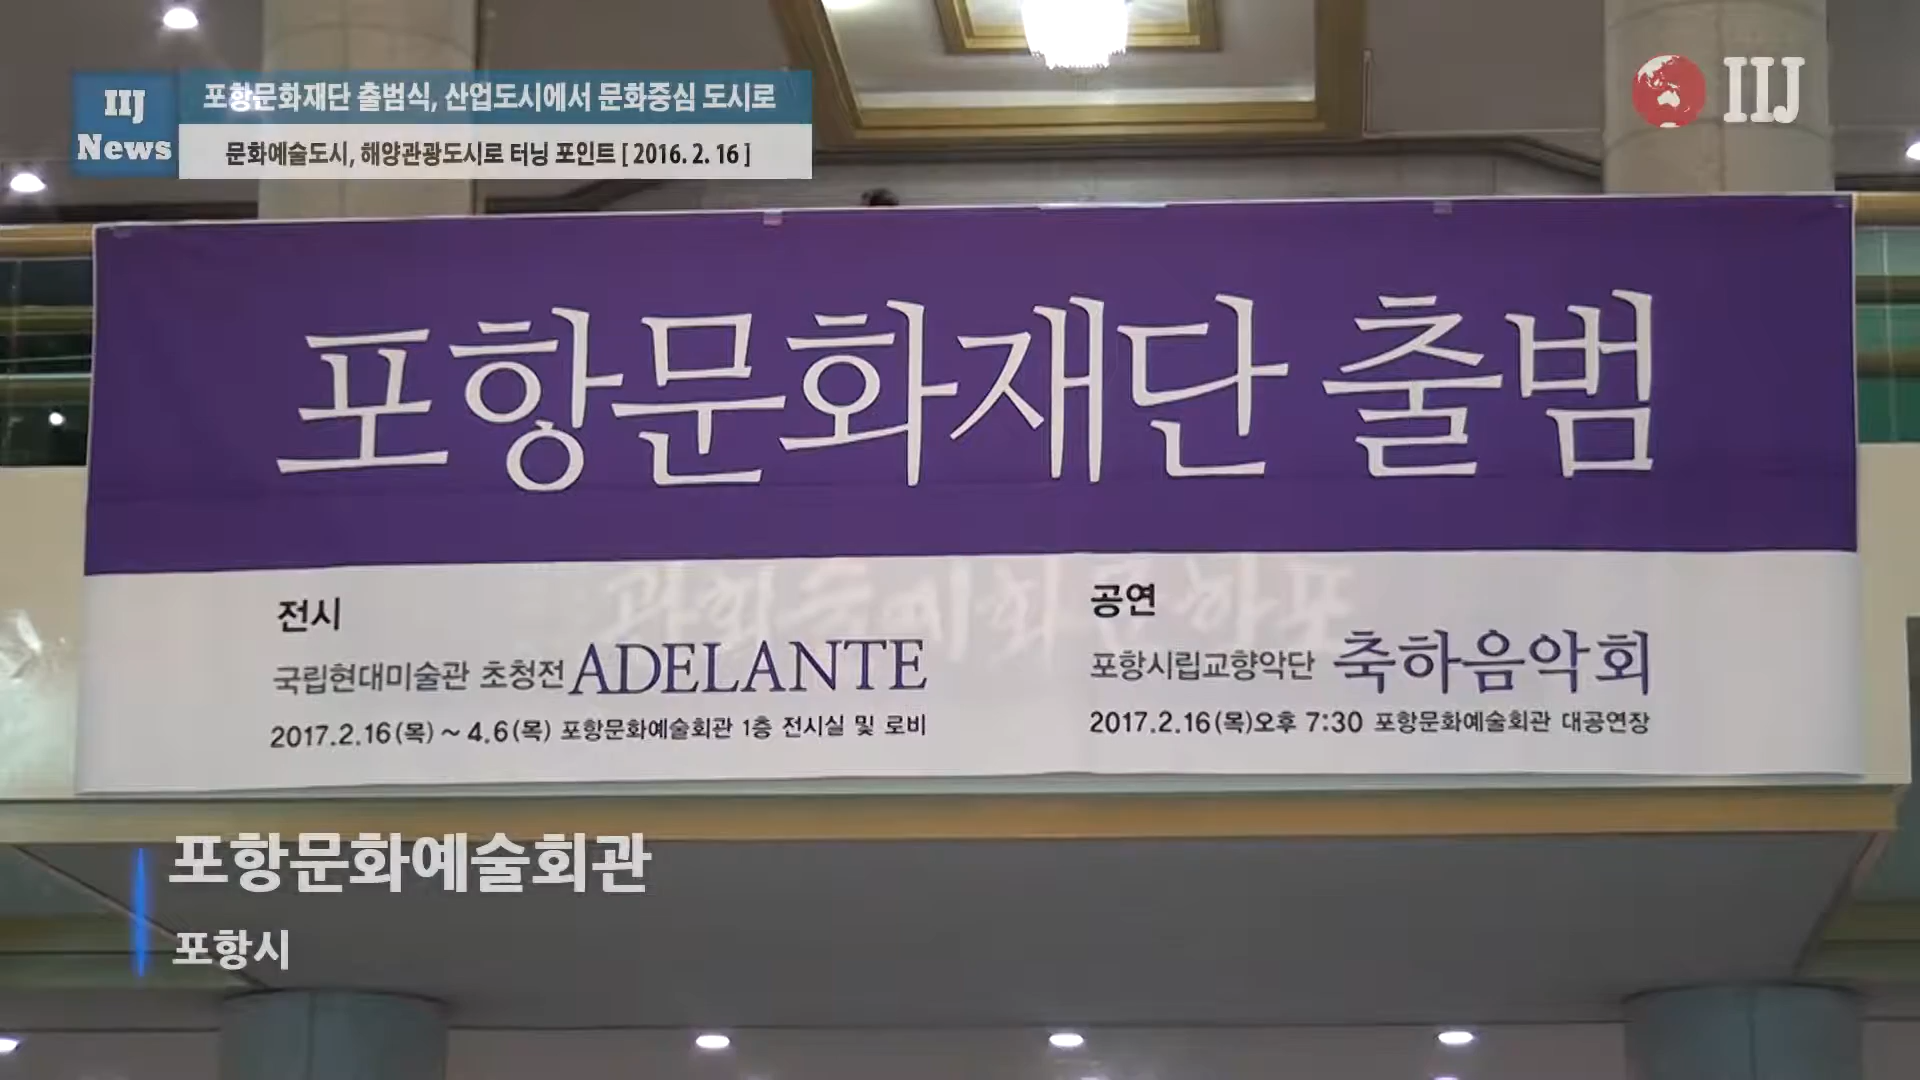 IIJ
News
포항문화재단 출범식, 산업도시에서 문화중심 도시로
문화예술도시, 해양관광도시로 터닝 포인트 [ 2016. 2. 16 ]
IIJ
포항문화재단 출범
전시
국립현대미술관 초청전 ADELANTE
2017.2.16(목) ~ 4.6(목) 포항문화예술회관 1층 전시실 및 로비
공연
포항시립교향악단 축하음악회
2017.2.16(목)오후 7:30 포항문화예술회관 대공연장
포항문화예술회관
포항시